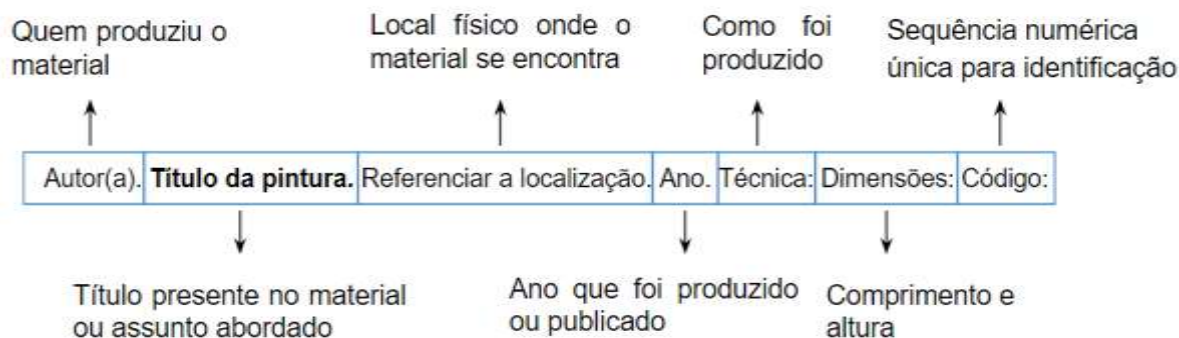 Quem produziu o
material
Local físico onde o
material se encontra
Como foi
produzido
Sequência numérica
única para identificação
Autor(a). Título da pintura. Referenciar a localização. Ano. Técnica: Dimensões: Código:
Título presente no material
ou assunto abordado
Ano que foi produzido
ou publicado
Comprimento e
altura